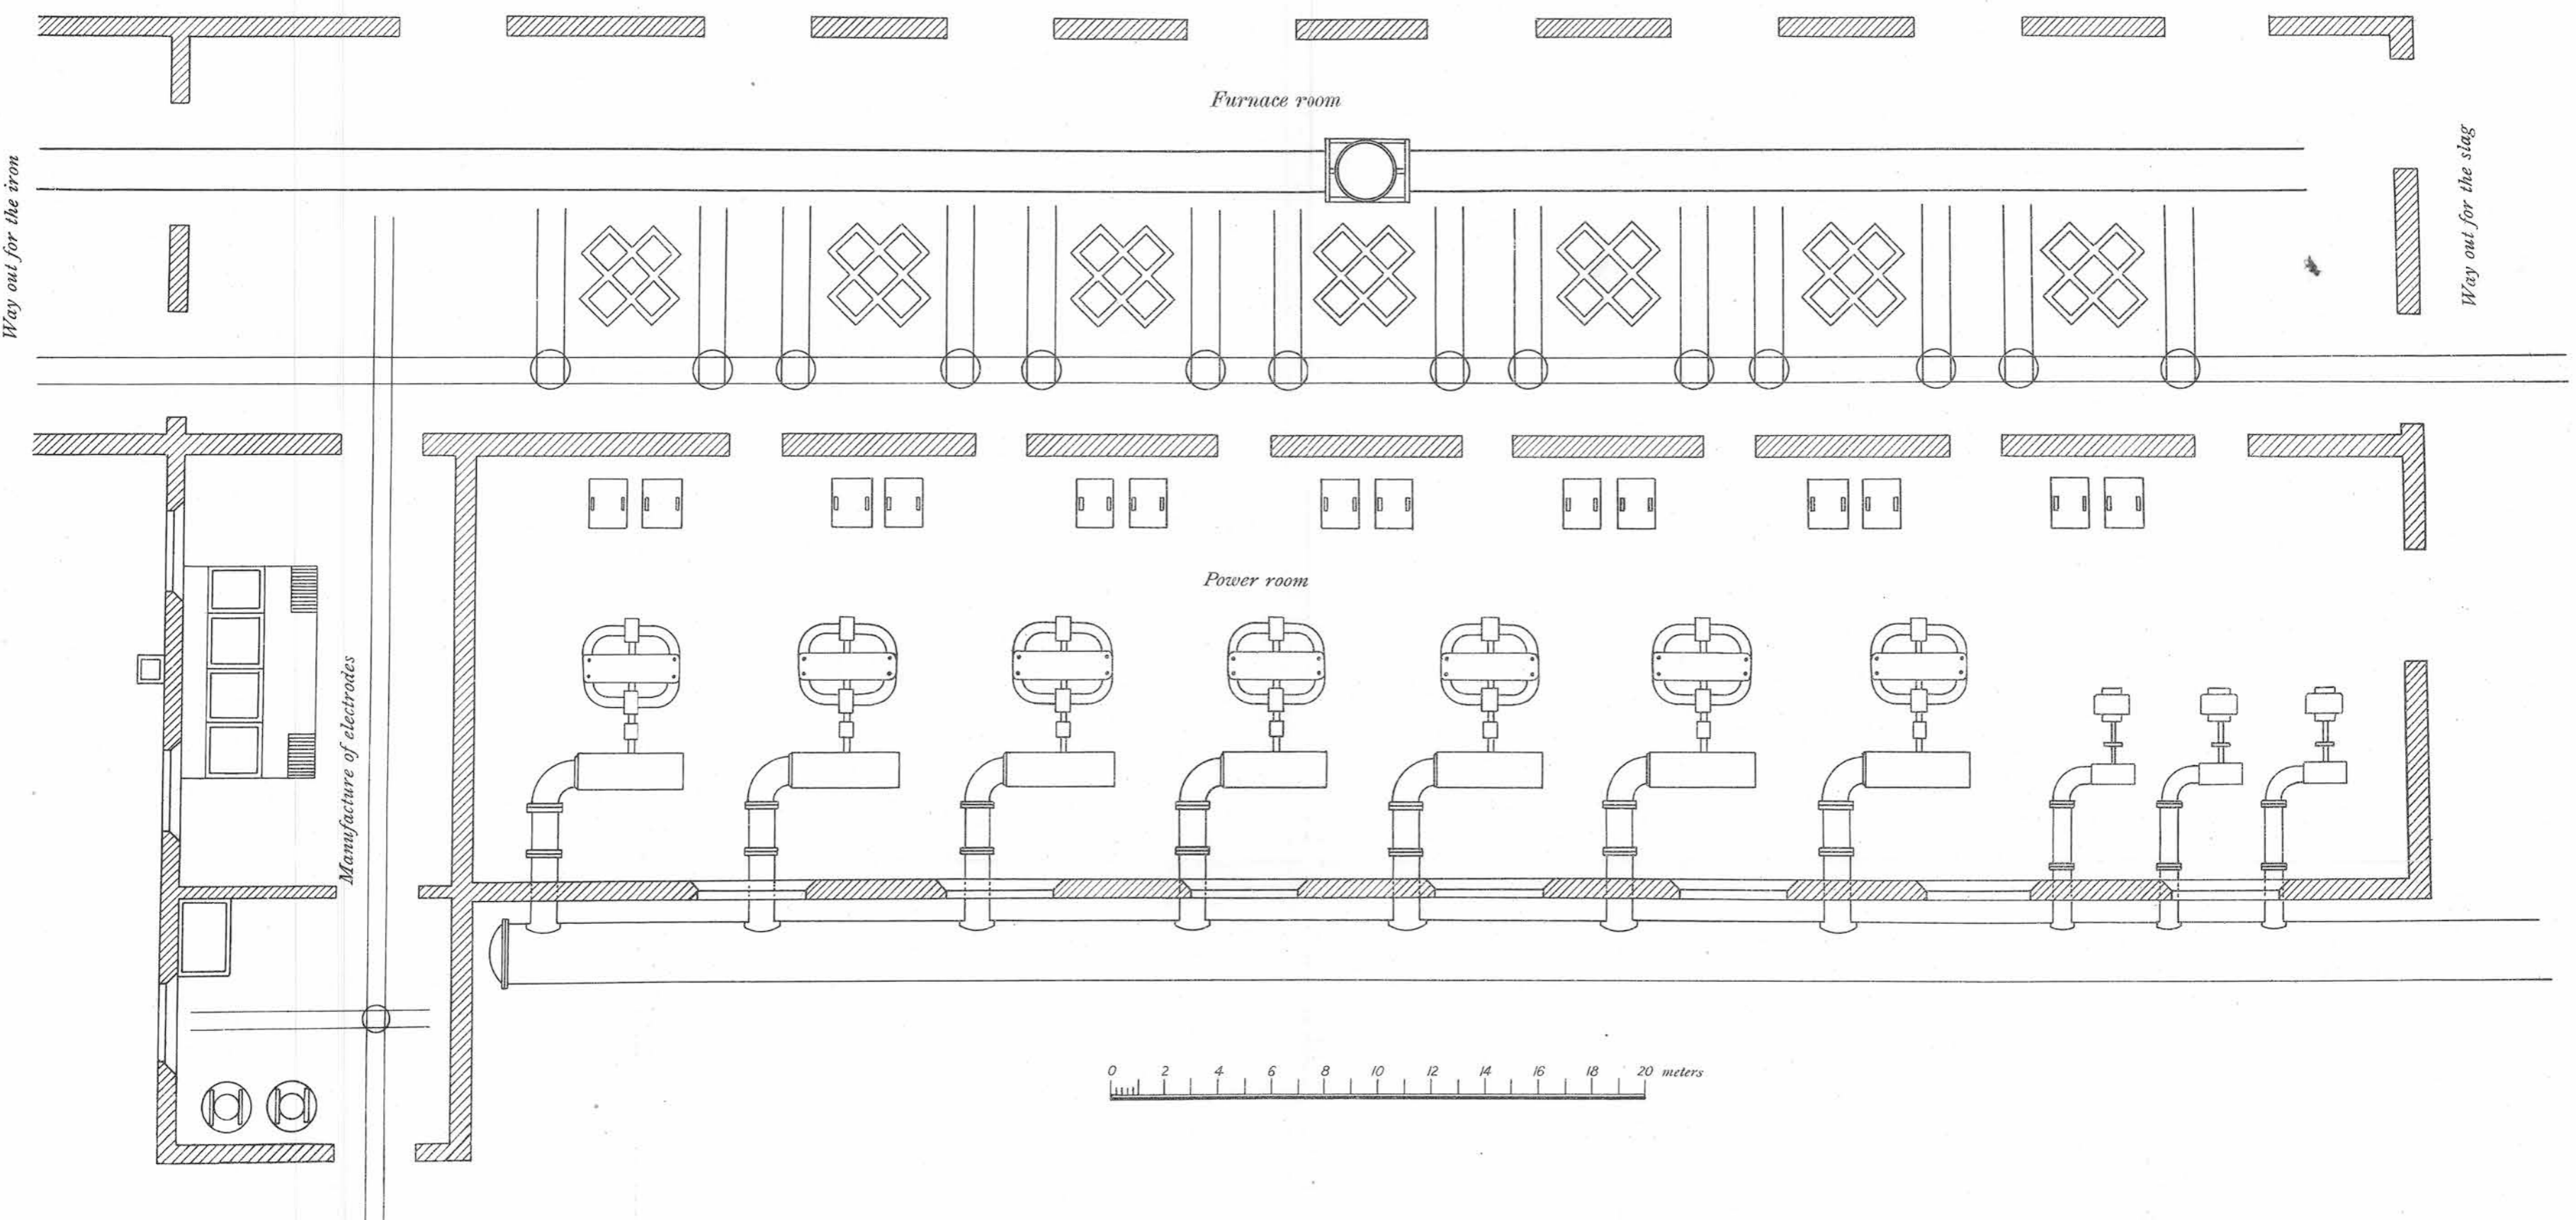 Furnace room
Way out for the iron
Way out for the slag
Power room
Manufacture of electrodes
0 2 4 6 8 10 12 14 16 18 20 meters